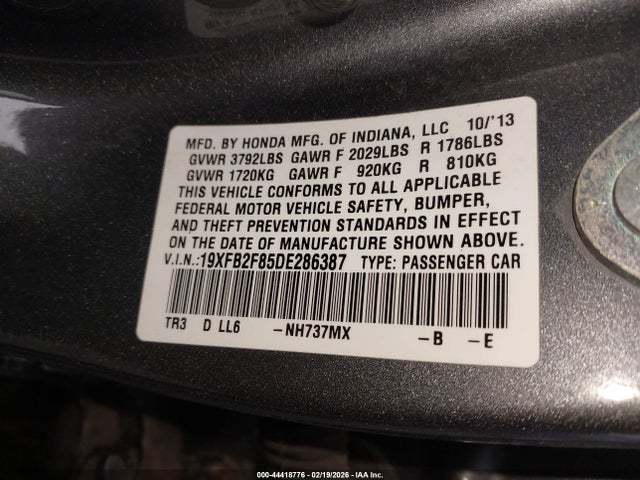 MFD. BY HONDA MFG. OF INDIANA, LLC 10/'13
GVWR 3792LBS GAWR F 2029LBS R 1786LBS
GVWR 1720KG GAWR F 920KG R 810KG
THIS VEHICLE CONFORMS TO ALL APPLICABLE
FEDERAL MOTOR VEHICLE SAFETY, BUMPER,
AND THEFT PREVENTION STANDARDS IN EFFECT
ON THE DATE OF MANUFACTURE SHOWN ABOVE.
V.I.N.:19XFB2F85DE286387 TYPE: PASSENGER CAR
TR3 D LL6 -NH737MX -B -E
000-44418776 - 02/19/2026 - IAA Inc.